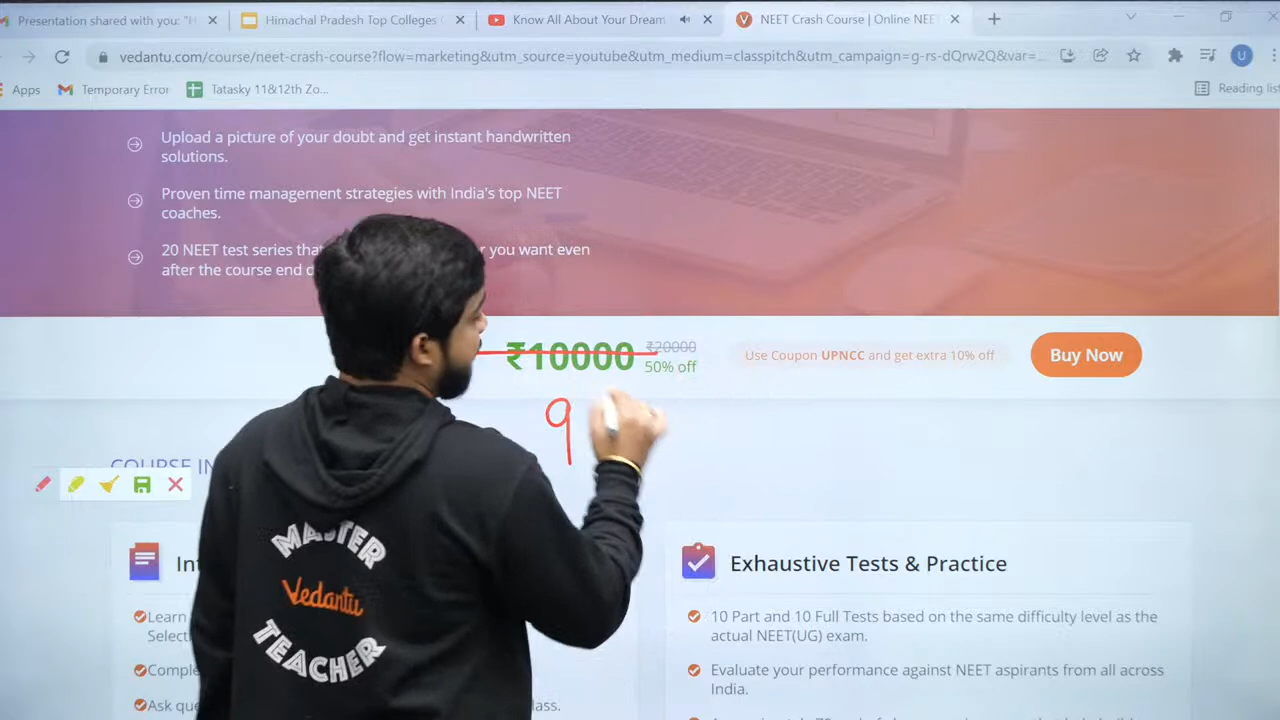 Presentation shared with you: "H
Himachal Pradesh Top Colleges
Know All About Your Dream
NEET Crash Course | Online NEET
vedantu.com/course/neet-crash-course?flow=marketing&utm_source=youtube&utm_medium=classpitch&utm_campaign=g-rs-dQrw2Q&var=...
U
Apps
Temporary Error
Tatasky 11&12th Zo...
Reading list
Upload a picture of your doubt and get instant handwritten
solutions.
Proven time management strategies with India's top NEET
coaches.
20 NEET test series that
r you want even
after the course end d
₹10000
₹20000
50% off
Use Coupon UPNCC and get extra 10% off
Buy Now
9
COURSE IN
MASTER
Vedantu
TEACHER
Int
Learn
Selecti
Comple
Ask que
lass.
Exhaustive Tests & Practice
10 Part and 10 Full Tests based on the same difficulty level as the
actual NEET(UG) exam.
Evaluate your performance against NEET aspirants from all across
India.